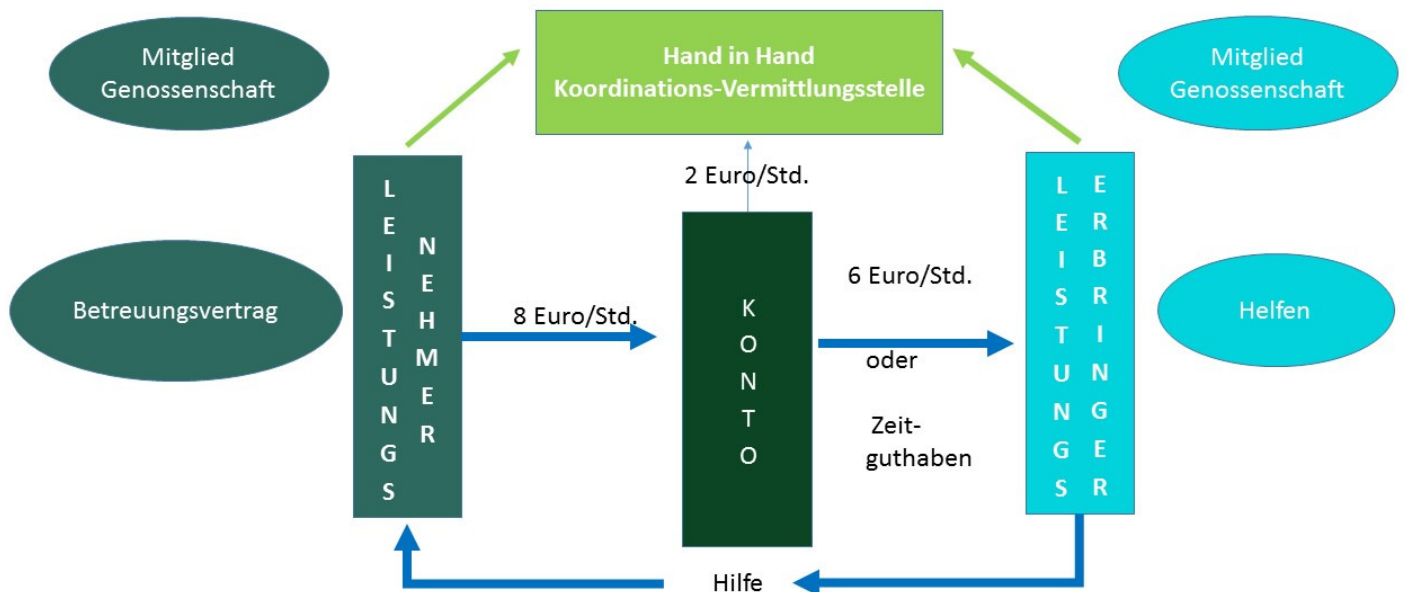 Mitglied
Genossenschaft
Hand in Hand
Koordinations-Vermittlungsstelle
Mitglied
Genossenschaft
2 Euro/Std.
LEISTUNGS
NEHMER
LEISTUNGS
ERBRINGER
Betreuungsvertrag
8 Euro/Std.
KONTO
6 Euro/Std.
oder
Zeit-
guthaben
Helfen
Hilfe